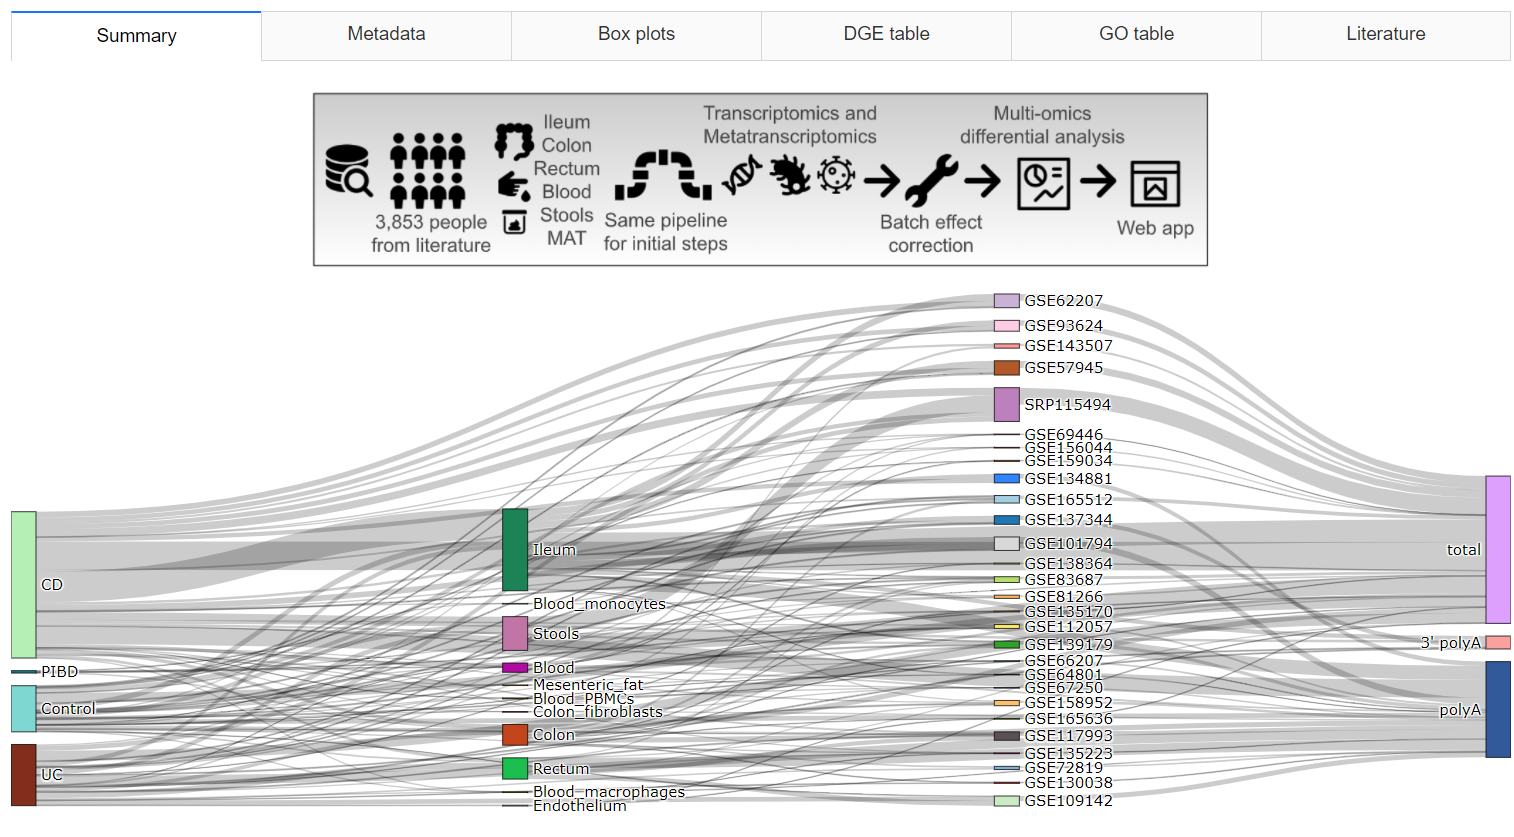 Summary
Metadata
Box plots
DGE table
GO table
Literature
3,853 people
from literature
Ileum
Colon
Rectum
Blood
Stools
MAT
Same pipeline
for initial steps
Transcriptomics and
Metatranscriptomics
Batch effect
correction
Multi-omics
differential analysis
Web app
CD
PIBD
Control
UC
Ileum
Blood_monocytes
Stools
Blood
Mesenteric_fat
Blood_PBMCs
Colon_fibroblasts
Colon
Rectum
Blood_macrophages
Endothelium
GSE62207
GSE93624
GSE143507
GSE57945
SRP115494
GSE69446
GSE156044
GSE159034
GSE134881
GSE165512
GSE137344
GSE101794
GSE138364
GSE83687
GSE81266
GSE135170
GSE112057
GSE139179
GSE66207
GSE64801
GSE67250
GSE158952
GSE165636
GSE117993
GSE135223
GSE72819
GSE130038
GSE109142
total
3' polyA
polyA